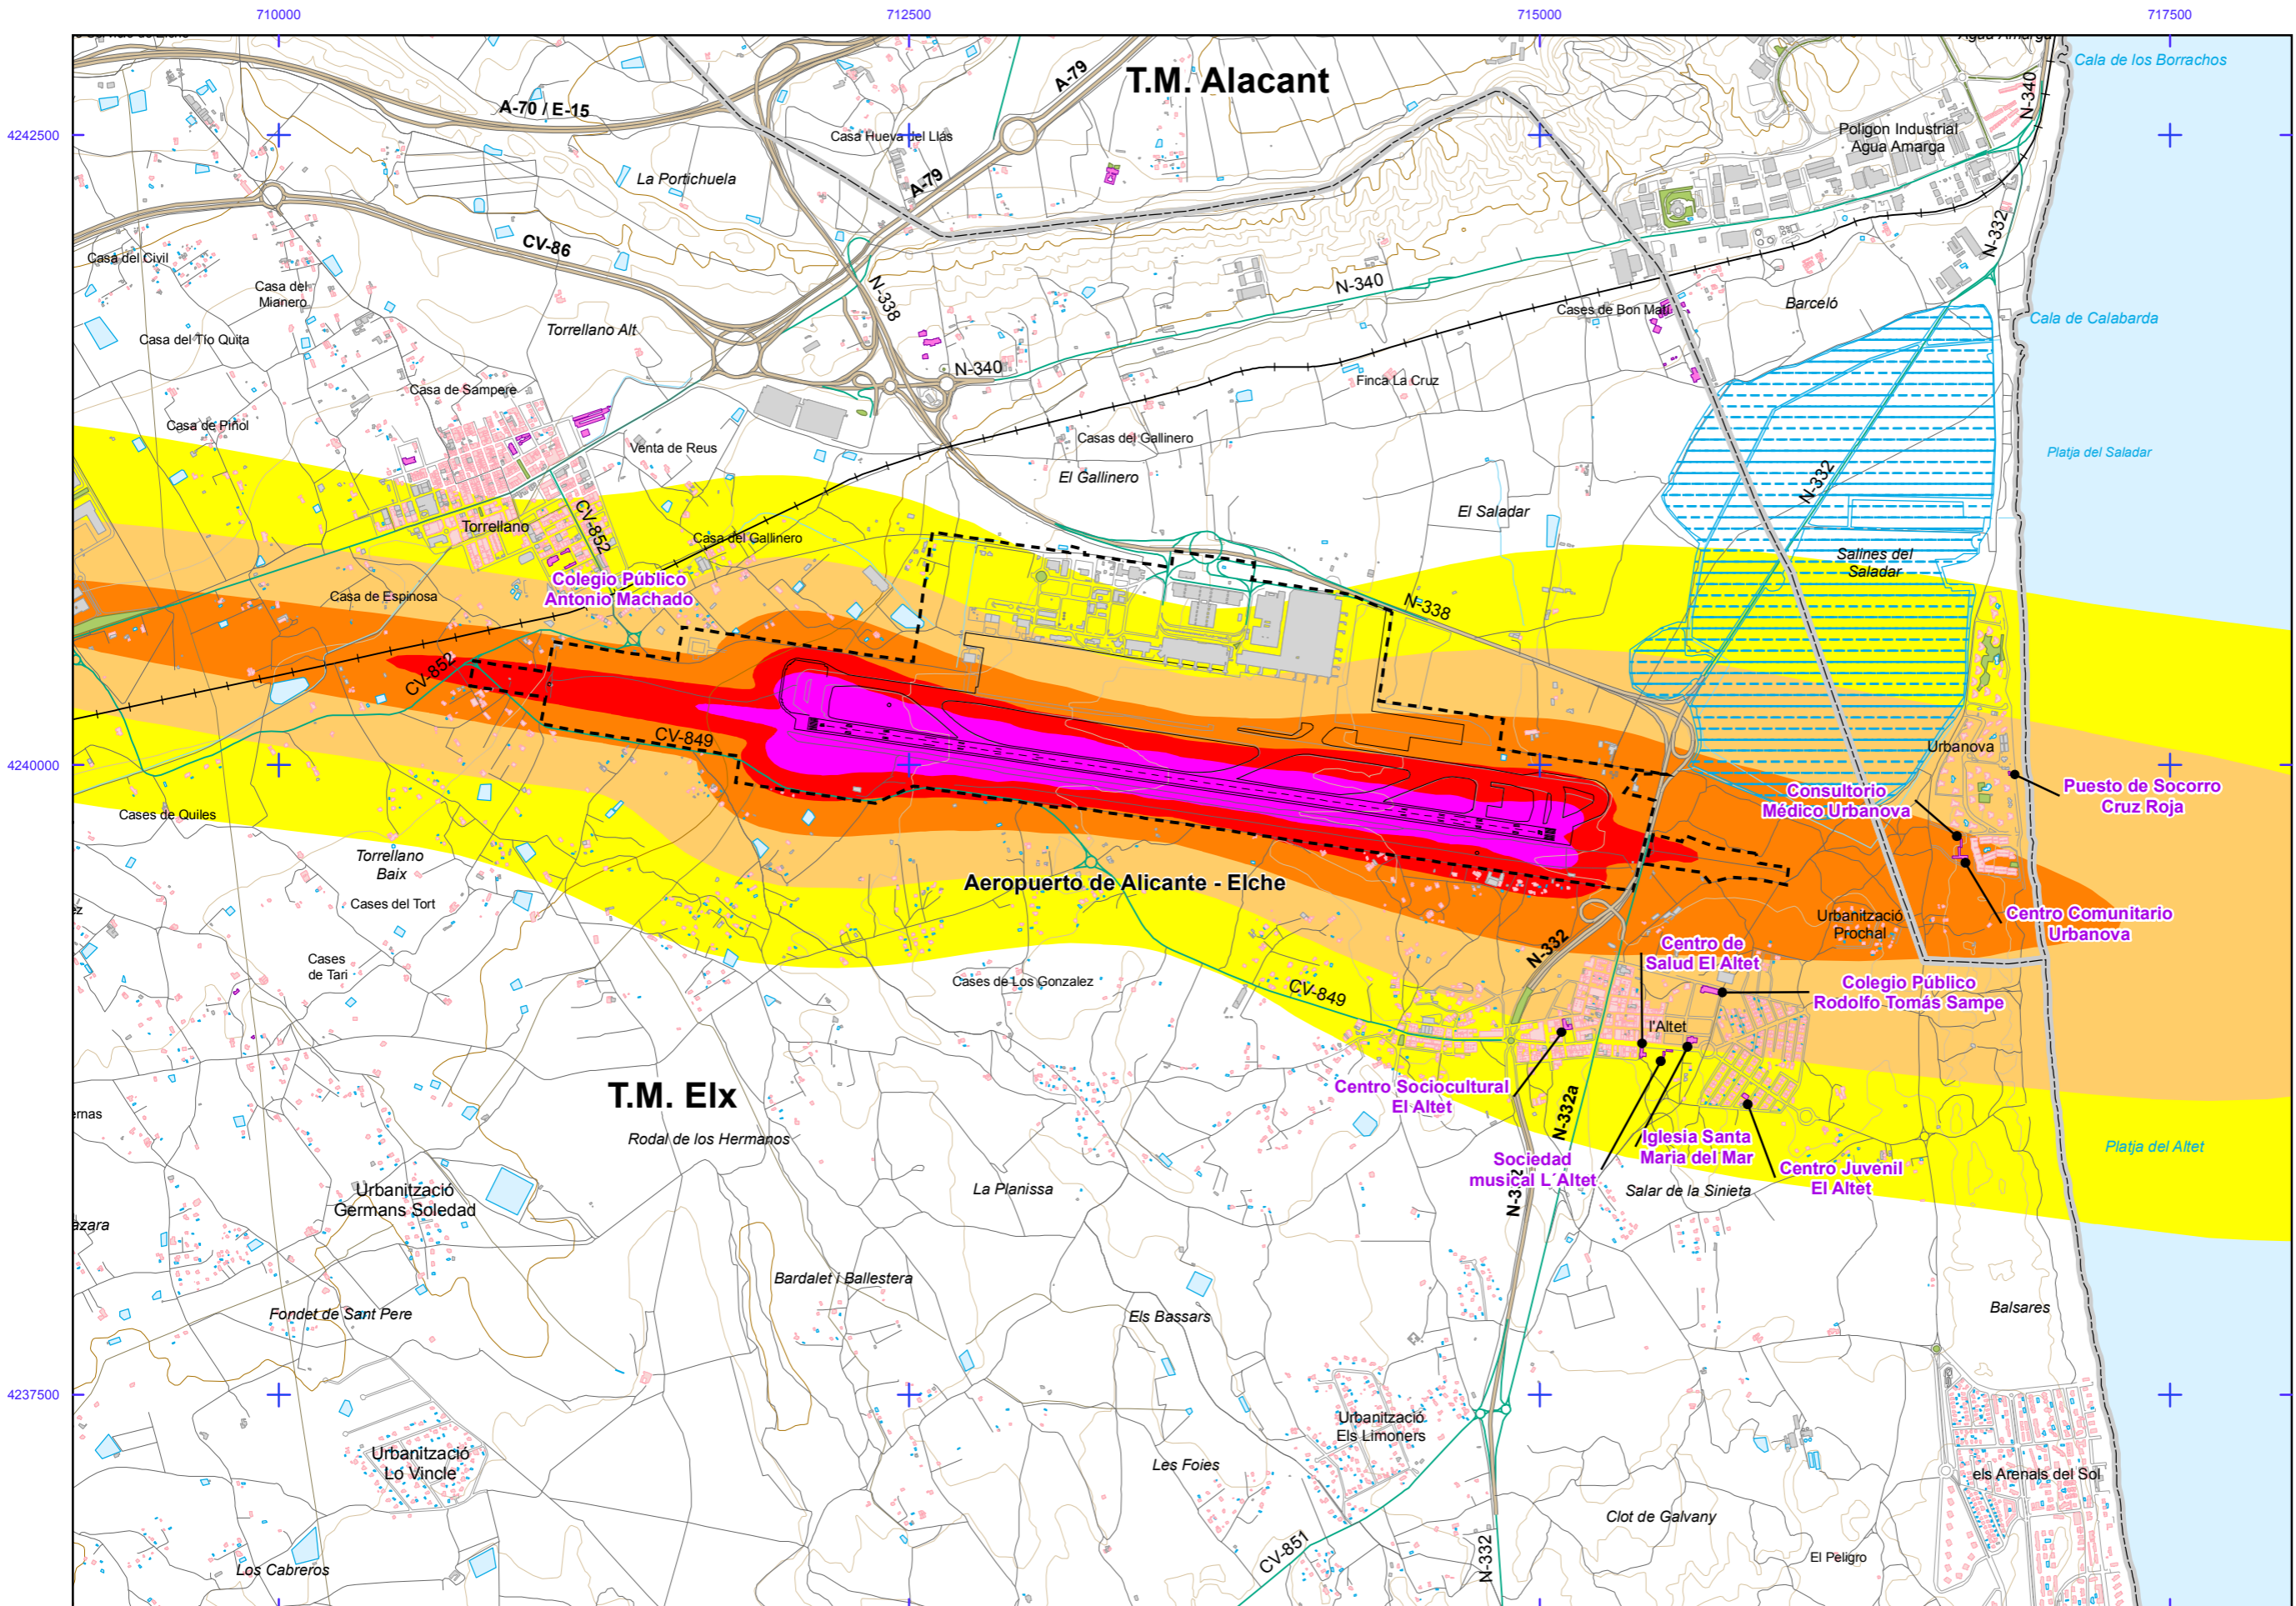 710000
712500
715000
717500
Agua Amarga
Cala de los Borrachos
T.M. Alacant
A-79
A-70 / E-15
N-340
4242500
Casa Hueva del Llás
Poligon Industrial
Agua Amarga
La Portichuela
A-79
CV-86
N-332
Casa del Civil
Casa del
Mianero
N-338
N-340
Cases de Bon Matí
Barceló
Cala de Calabarda
Torrellano Alt
Casa del Tío Quita
N-340
Finca La Cruz
Casa de Sampere
Casa de Piñol
Venta de Reus
Casas del Gallinero
Platja del Saladar
El Gallinero
N-332
El Saladar
Torrellano
CV-852
Casa del Gallinero
Salines del
Saladar
Colegio Público
Antonio Machado
Casa de Espinosa
N-338
CV-852
CV-849
Urbanova
4240000
Puesto de Socorro
Cruz Roja
Consultorio
Médico Urbanova
Cases de Quiles
Torrellano
Baix
Aeropuerto de Alicante - Elche
Cases del Tort
Centro Comunitario
Urbanova
Urbanització
Prochal
N-332
Centro de
Salud El Altet
Cases
de Tari
Cases de Los Gonzalez
CV-849
Colegio Público
Rodolfo Tomás Sampe
l'Altet
Centro Sociocultural
El Altet
T.M. Elx
N-332a
Rodal de los Hermanos
Iglesia Santa
Maria del Mar
Platja del Altet
Sociedad
musical L´Altet
Centro Juvenil
El Altet
N-332
La Planissa
Salar de la Sinieta
Urbanització
Germans Soledad
ernas
azara
Bardalet i Ballestera
Fondet de Sant Pere
Els Bassars
Balsares
4237500
Urbanització
Els Limoners
Urbanització
Lo Vincle
Les Foies
els Arenals del Sol
Clot de Galvany
CV-851
N-332
El Peligro
Los Cabreros